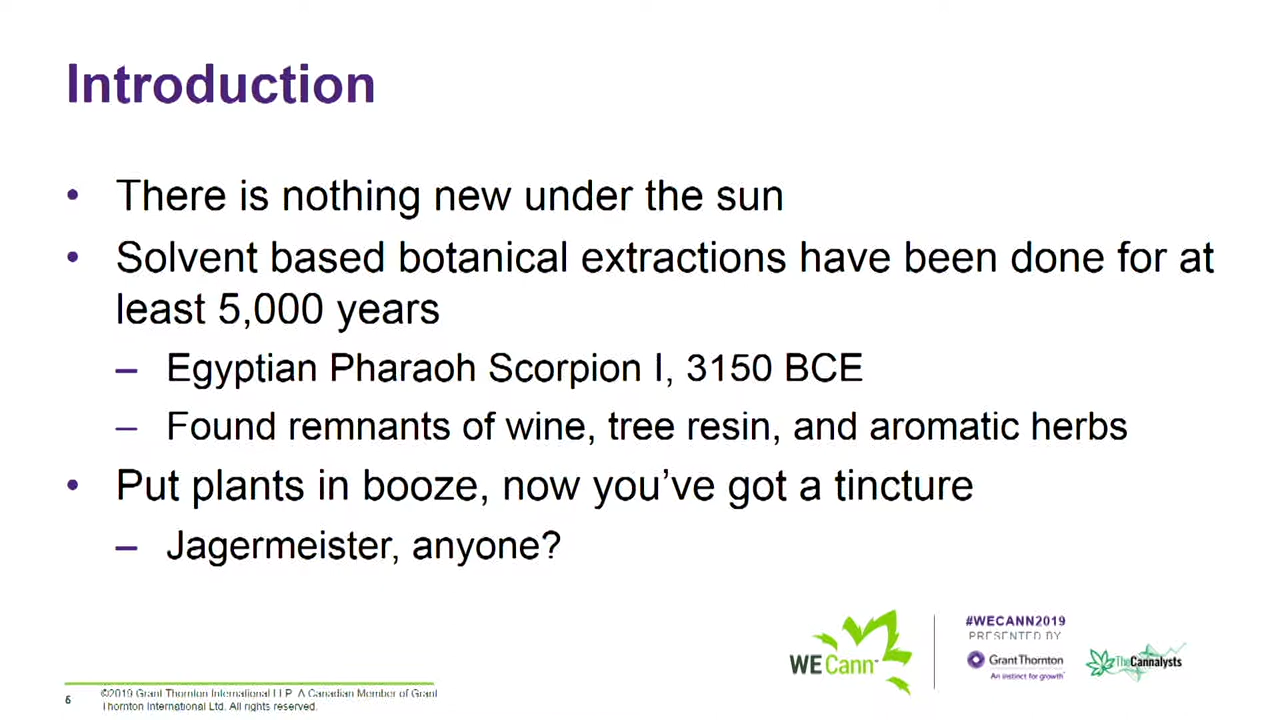 Introduction
• There is nothing new under the sun
• Solvent based botanical extractions have been done for at
least 5,000 years
– Egyptian Pharaoh Scorpion I, 3150 BCE
– Found remnants of wine, tree resin, and aromatic herbs
• Put plants in booze, now you’ve got a tincture
– Jagermeister, anyone?
WE Cann™
#WECANN2019
PRESENTED BY
Grant Thornton
An instinct for growth™
TheCannalysts
6
©2019 Grant Thornton International LLP. A Canadian Member of Grant
Thornton International Ltd. All rights reserved.